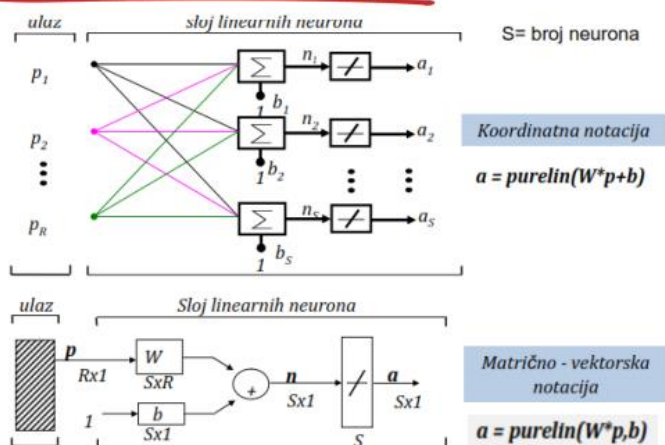 ulaz
sloj linearnih neurona
S= broj neurona
p1
Σ
n1
a1
1 b1
p2
Σ
n2
a2
1 b2
Koordinatna notacija
a = purelin(W*p+b)
pR
Σ
nS
aS
1 bS
ulaz
Sloj linearnih neurona
p
Rx1
W
SxR
1
b
Sx1
+
n
Sx1
a
Sx1
S
Matrično - vektorska
notacija
a = purelin(W*p,b)